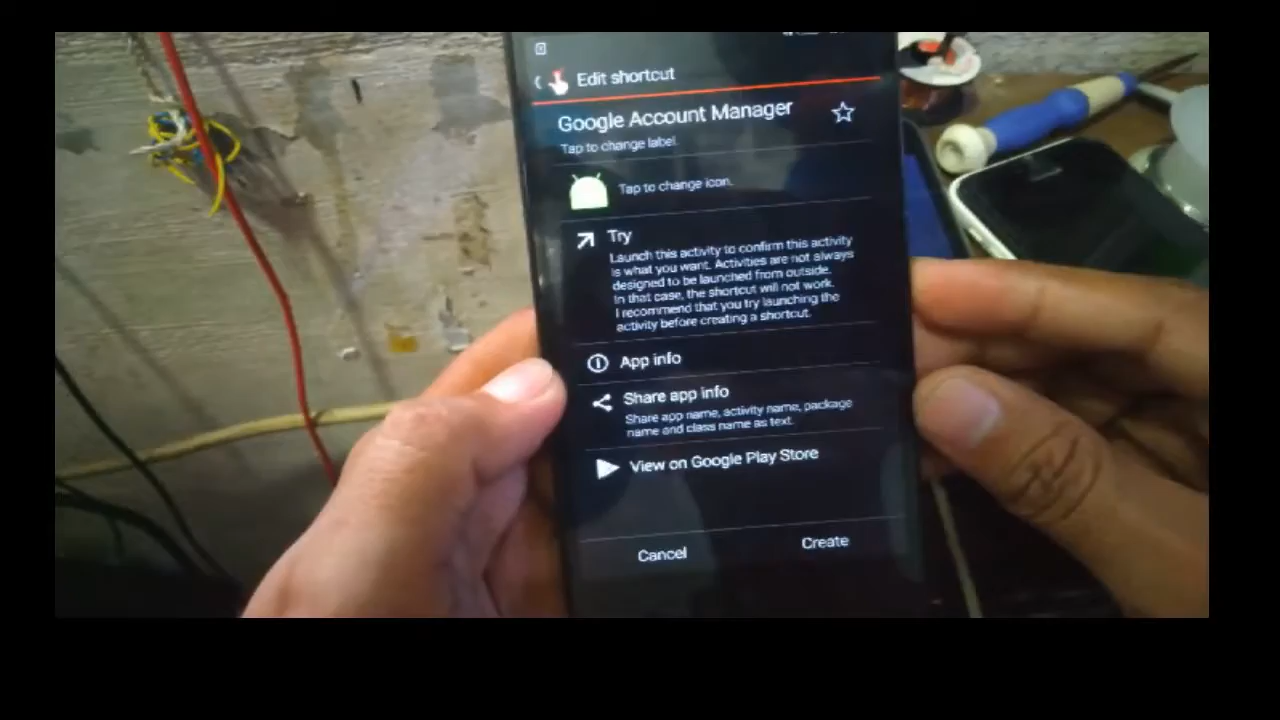 Edit shortcut
Google Account Manager
Tap to change label.
Tap to change icon.
Try
Launch this activity to confirm this activity
is what you want. Activities are not always
designed to be launched from outside.
In that case, the shortcut will not work.
I recommend that you try launching the
activity before creating a shortcut.
App info
Share app info
Share app name, activity name, package
name and class name as text.
View on Google Play Store
Cancel
Create